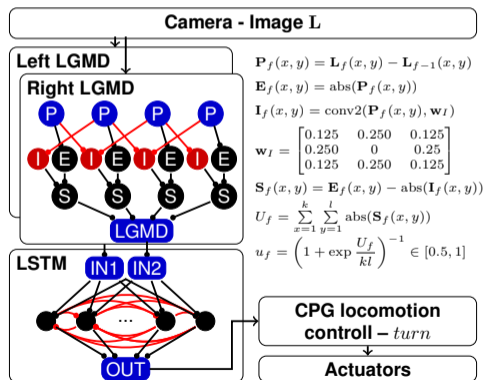 Camera - Image L
Left LGMD
Right LGMD
P P P P
I E I E I E I E
S S S S
LGMD
LSTM
IN1 IN2
...
OUT
P_f(x, y) = L_f(x, y) − L_{f−1}(x, y)
E_f(x, y) = abs(P_f(x, y))
I_f(x, y) = conv2(P_f(x, y), w_I)
w_I = [0.125 0.250 0.125
0.250 0 0.25
0.125 0.250 0.125]
S_f(x, y) = E_f(x, y) − abs(I_f(x, y))
U_f = ∑_{x=1}^{k} ∑_{y=1}^{l} abs(S_f(x, y))
u_f = (1 + exp U_f/kl)^{−1} ∈ [0.5, 1]
CPG locomotion
controll – turn
Actuators